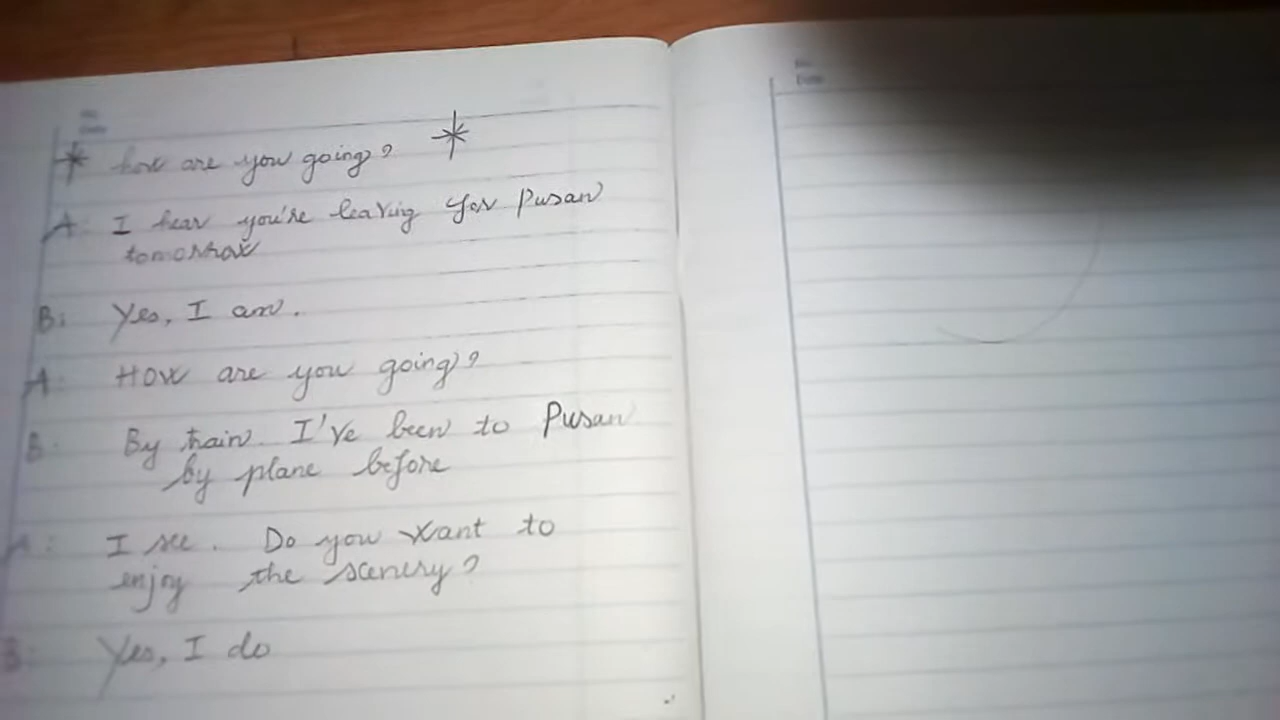 * how are you going? *
A: I hear you're leaving for Pusan
tomorrow
B: Yes, I am.
A: How are you going?
B: By train. I've been to Pusan
by plane before
A: I see. Do you want to
enjoy the scenery?
B: Yes, I do